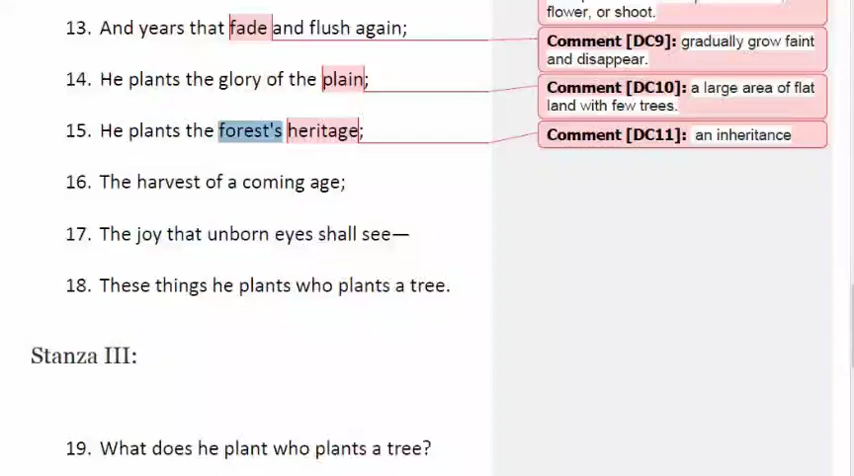 flower, or shoot.
13. And years that fade and flush again;
Comment [DC9]: gradually grow faint
and disappear.
14. He plants the glory of the plain;
Comment [DC10]: a large area of flat
land with few trees.
15. He plants the forest's heritage;
Comment [DC11]: an inheritance
16. The harvest of a coming age;
17. The joy that unborn eyes shall see—
18. These things he plants who plants a tree.
Stanza III:
19. What does he plant who plants a tree?